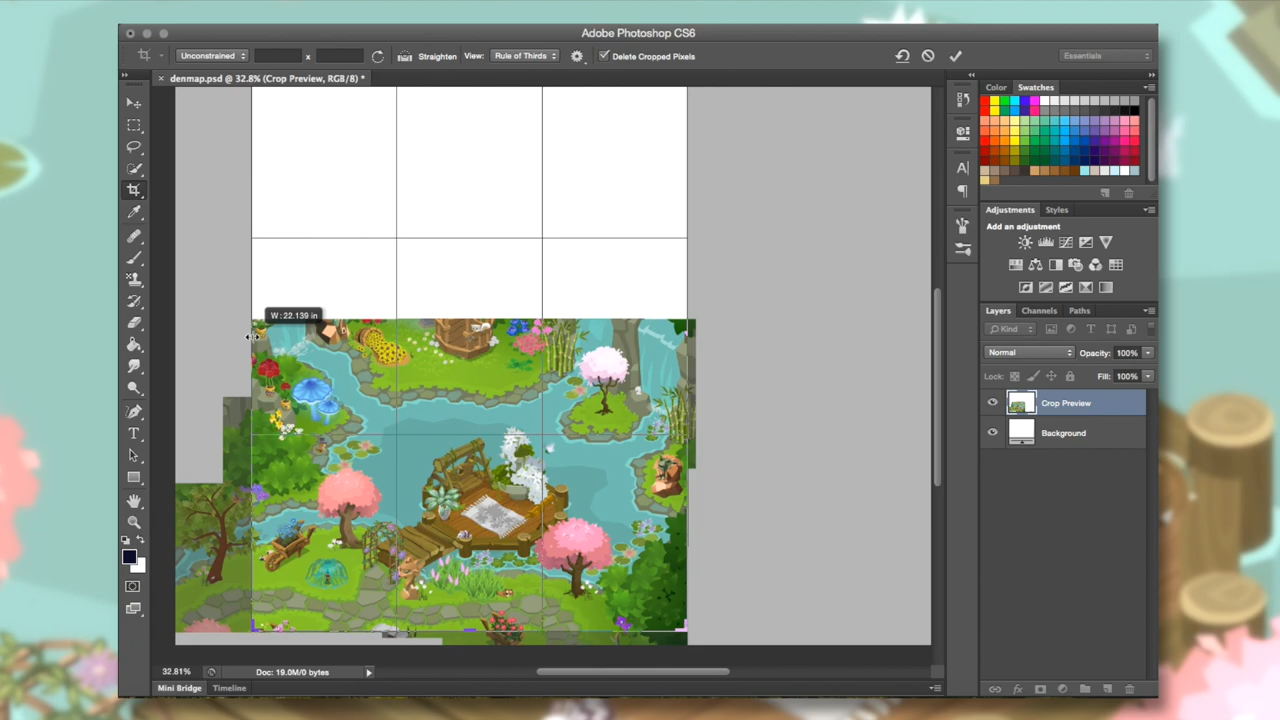 Adobe Photoshop CS6
Unconstrained
x
Straighten
View:
Rule of Thirds
Delete Cropped Pixels
Essentials
× denmap.psd @ 32.8% (Crop Preview, RGB/8) *
W: 22.139 in
Color
Swatches
Adjustments
Styles
Add an adjustment
Layers
Channels
Paths
Kind
Normal
Opacity: 100%
Lock:
Fill: 100%
Crop Preview
Background
32.81%
Doc: 19.0M/0 bytes
Mini Bridge
Timeline